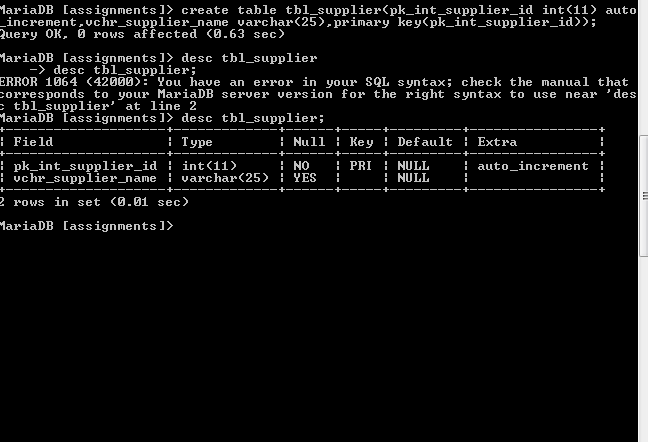 MariaDB [assignments]> create table tbl_supplier(pk_int_supplier_id int(11) auto
_increment,vchr_supplier_name varchar(25),primary key(pk_int_supplier_id));
Query OK, 0 rows affected (0.63 sec)
MariaDB [assignments]> desc tbl_supplier
-> desc tbl_supplier;
ERROR 1064 (42000): You have an error in your SQL syntax; check the manual that
corresponds to your MariaDB server version for the right syntax to use near 'des
c tbl_supplier' at line 2
MariaDB [assignments]> desc tbl_supplier;
+--------------------+-------------+------+-----+---------+----------------+
| Field | Type | Null | Key | Default | Extra |
+--------------------+-------------+------+-----+---------+----------------+
| pk_int_supplier_id | int(11) | NO | PRI | NULL | auto_increment |
| vchr_supplier_name | varchar(25) | YES | | NULL | |
+--------------------+-------------+------+-----+---------+----------------+
2 rows in set (0.01 sec)
MariaDB [assignments]>